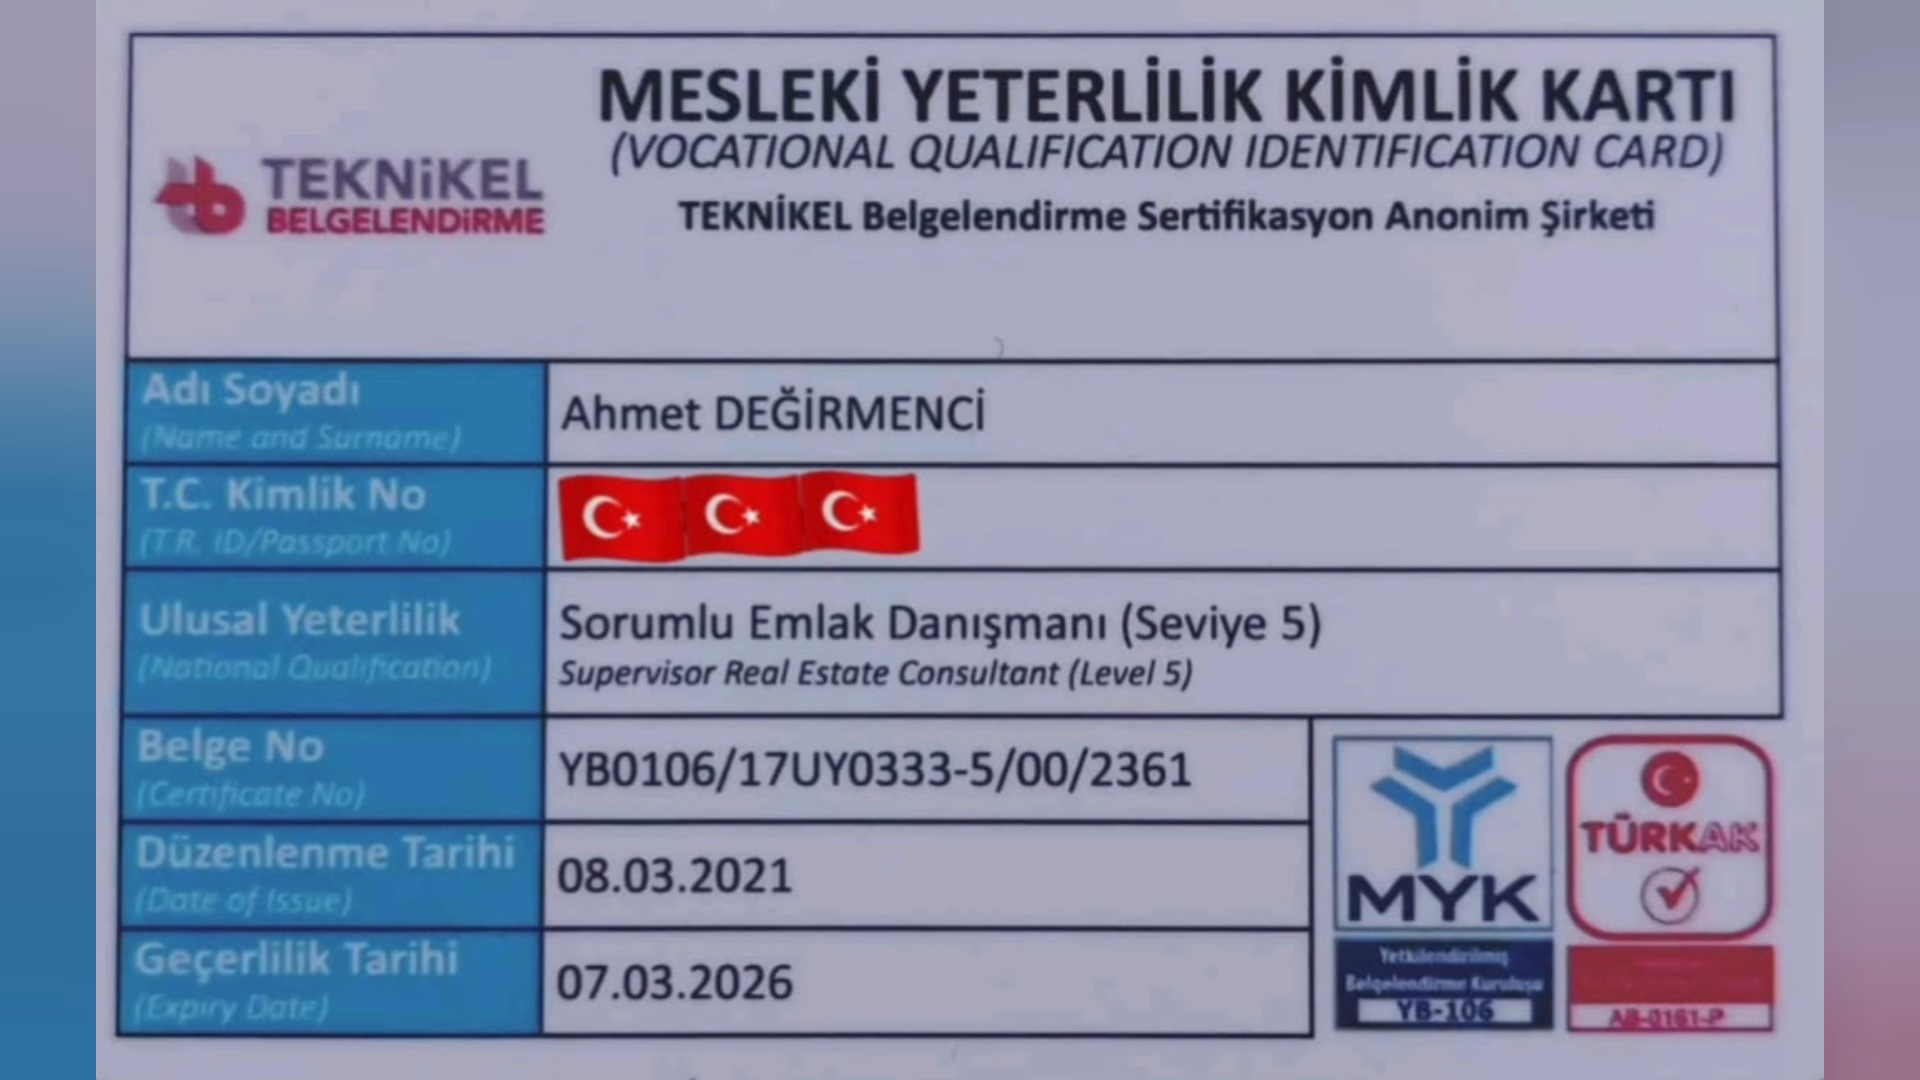 MESLEKİ YETERLİLİK KİMLİK KARTI
(VOCATIONAL QUALIFICATION IDENTIFICATION CARD)
TEKNİKEL Belgelendirme Sertifikasyon Anonim Şirketi
TEKNİKEL
BELGELENDİRME
Adı Soyadı
(Name and Surname)
Ahmet DEĞİRMENCİ
T.C. Kimlik No
(T.R. ID/Passport No)
Ulusal Yeterlilik
(National Qualification)
Sorumlu Emlak Danışmanı (Seviye 5)
Supervisor Real Estate Consultant (Level 5)
Belge No
(Certificate No)
YB0106/17UY0333-5/00/2361
Düzenlenme Tarihi
(Date of Issue)
08.03.2021
Geçerlilik Tarihi
(Expiry Date)
07.03.2026
MYK
Yetkilendirilmiş
Belgelendirme Kuruluşu
YB-106
TÜRKAK
AB-0161-P